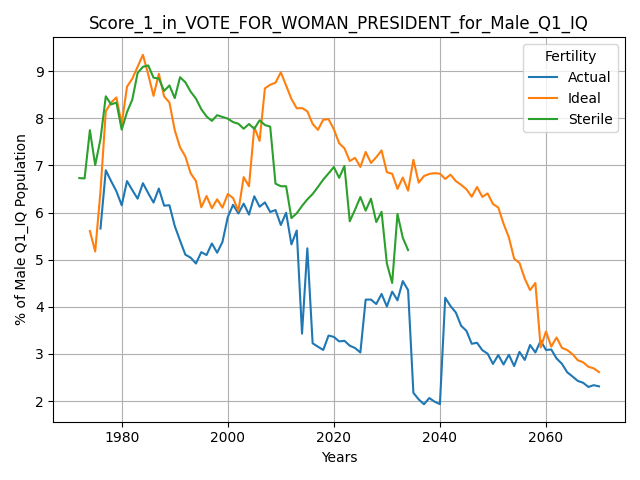 Score_1_in_VOTE_FOR_WOMAN_PRESIDENT_for_Male_Q1_IQ
Fertility
Actual
Ideal
Sterile
% of Male Q1_IQ Population
9
8
7
6
5
4
3
2
1980
2000
2020
2040
2060
Years